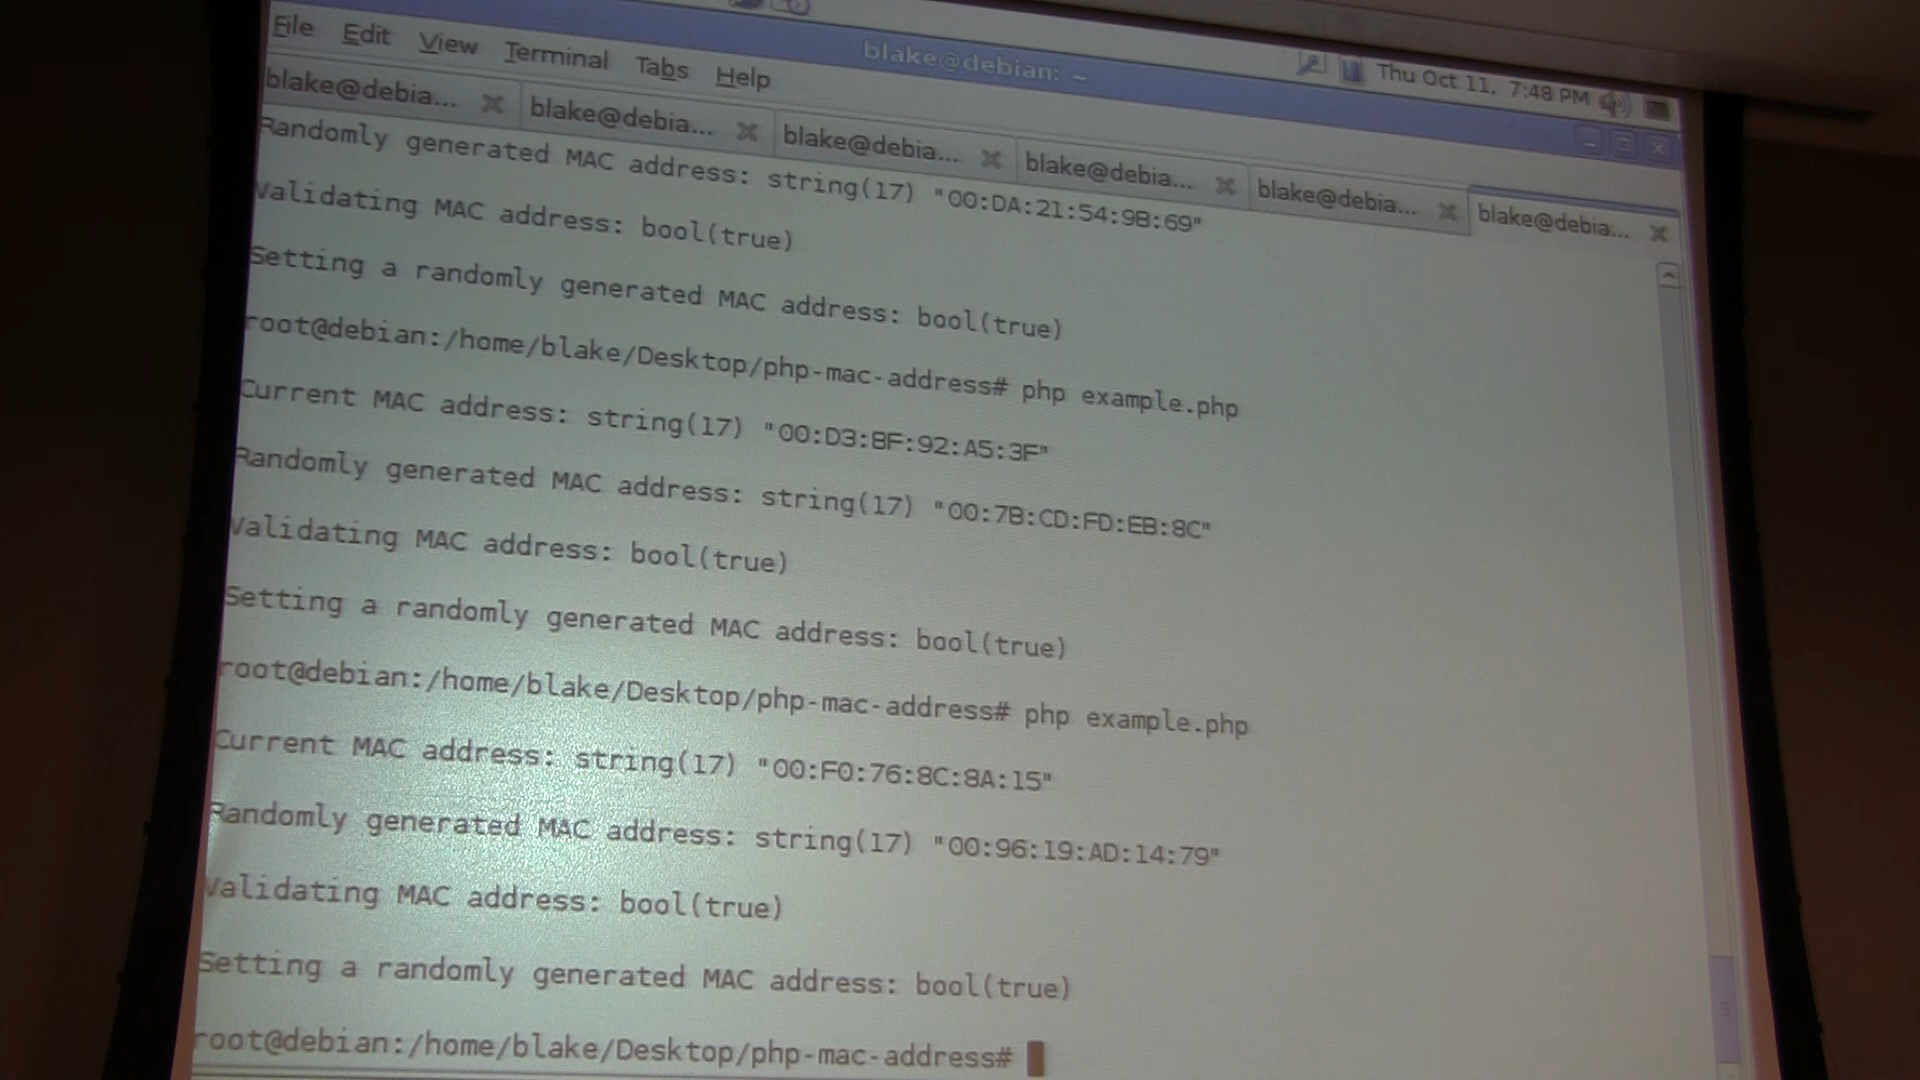 blake@debian: ~
Thu Oct 11, 7:48 PM
File Edit View Terminal Tabs Help
blake@debia... blake@debia... blake@debia... blake@debia... blake@debia... blake@debia...
Randomly generated MAC address: string(17) "00:DA:21:54:9B:69"
Validating MAC address: bool(true)
Setting a randomly generated MAC address: bool(true)
root@debian:/home/blake/Desktop/php-mac-address# php example.php
Current MAC address: string(17) "00:D3:BF:92:A5:3F"
Randomly generated MAC address: string(17) "00:7B:CD:FD:EB:8C"
Validating MAC address: bool(true)
Setting a randomly generated MAC address: bool(true)
root@debian:/home/blake/Desktop/php-mac-address# php example.php
Current MAC address: string(17) "00:F0:76:8C:8A:15"
Randomly generated MAC address: string(17) "00:96:19:AD:14:79"
Validating MAC address: bool(true)
Setting a randomly generated MAC address: bool(true)
root@debian:/home/blake/Desktop/php-mac-address#